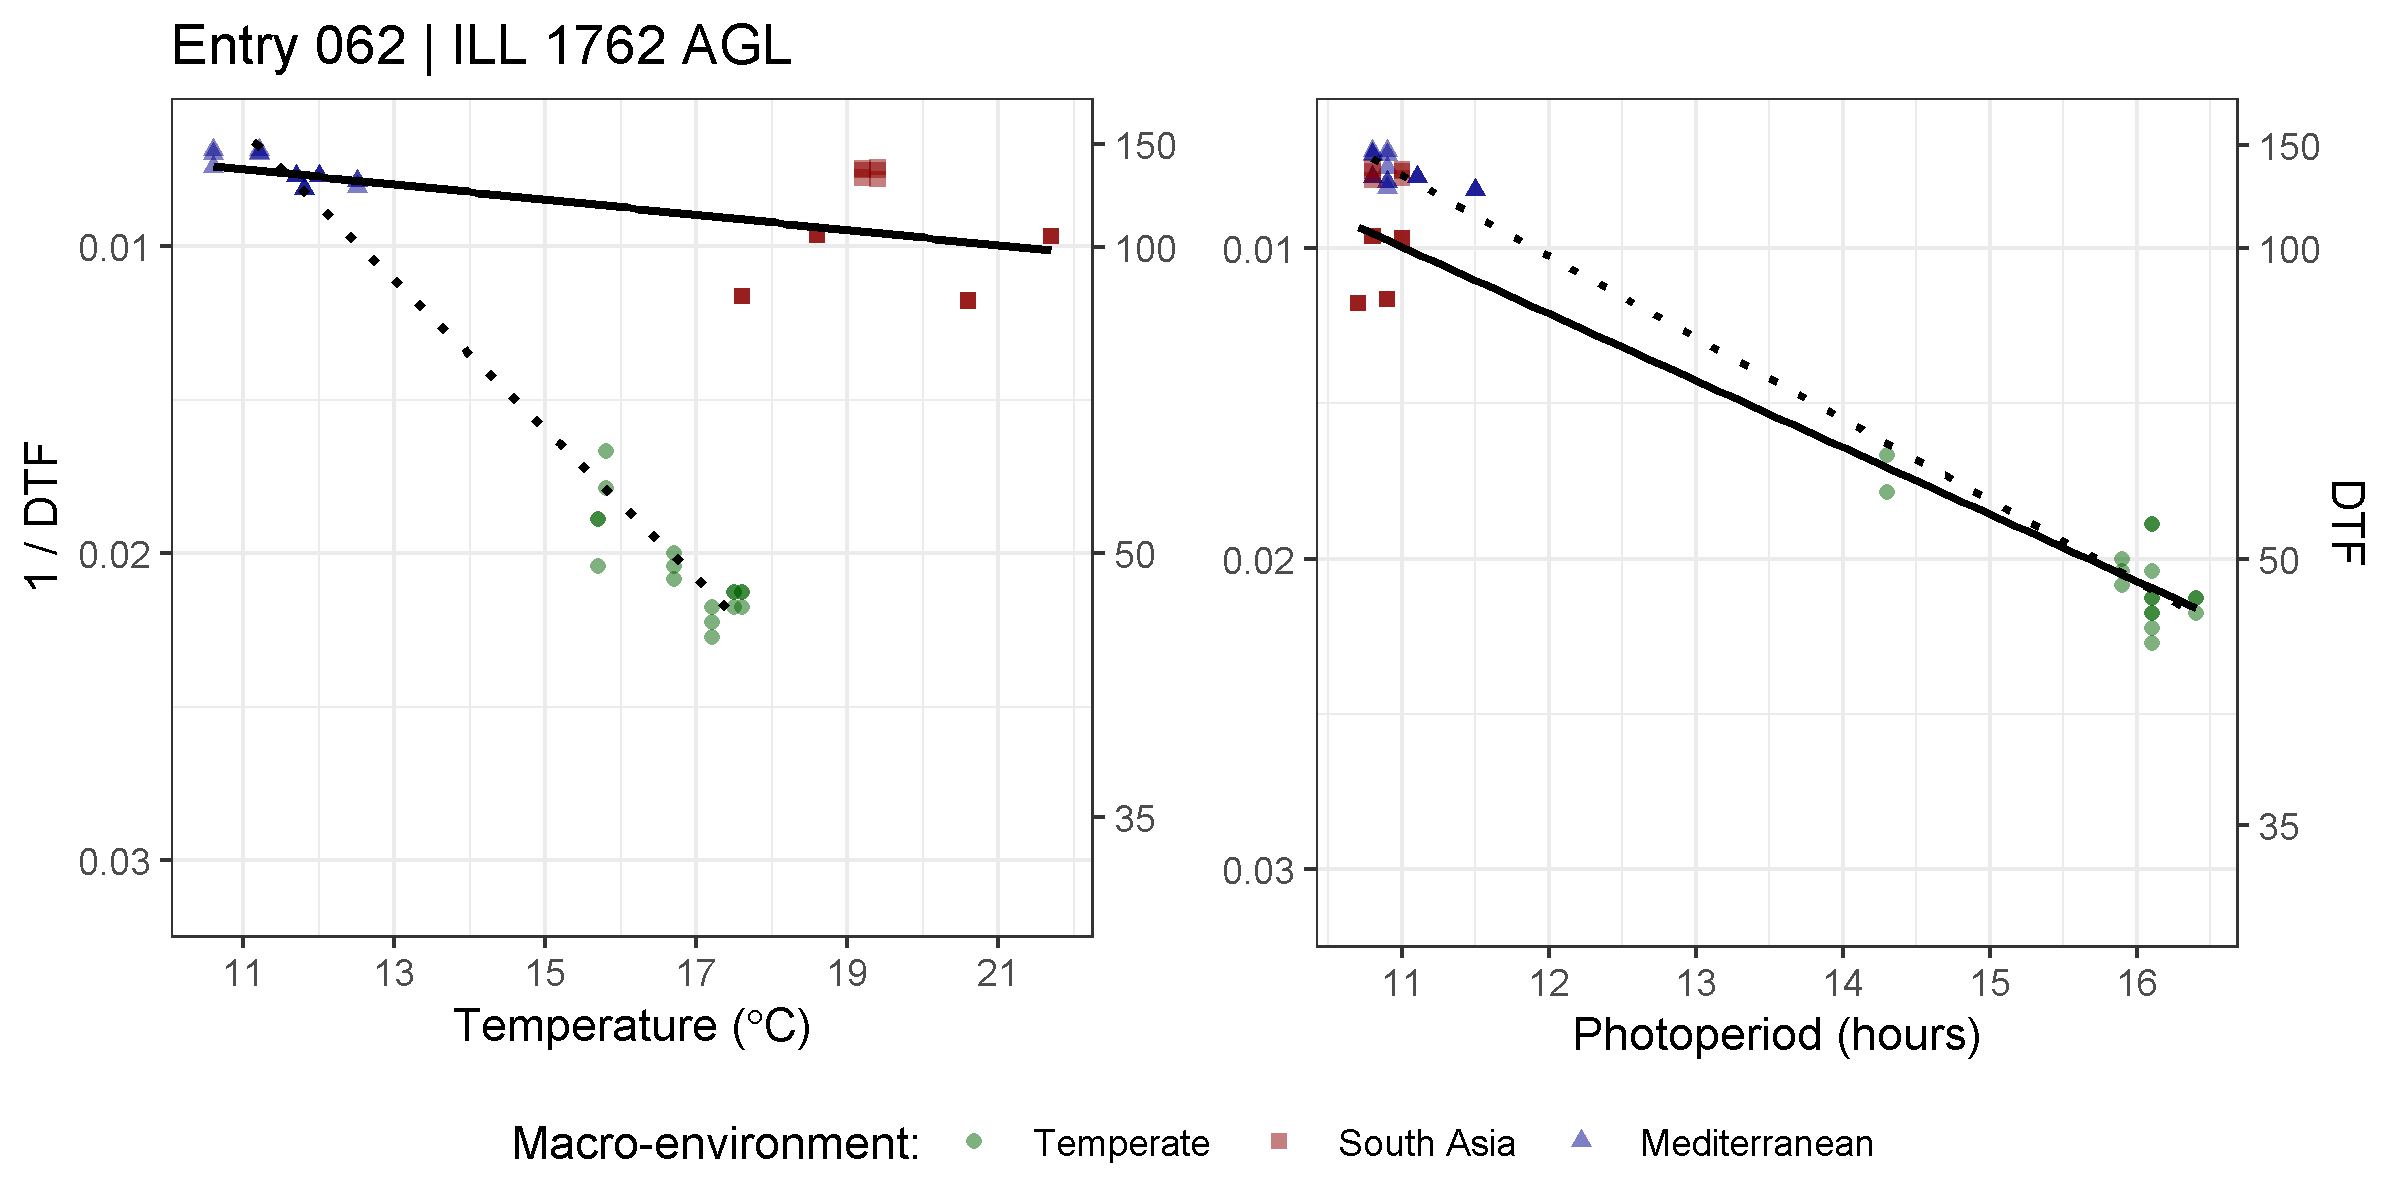 Entry 062 | ILL 1762 AGL
1 / DTF
0.01
0.02
0.03
150
100
50
35
11 13 15 17 19 21
Temperature (°C)
0.01
0.02
0.03
150
100
50
35
DTF
11 12 13 14 15 16
Photoperiod (hours)
Macro-environment: Temperate South Asia Mediterranean